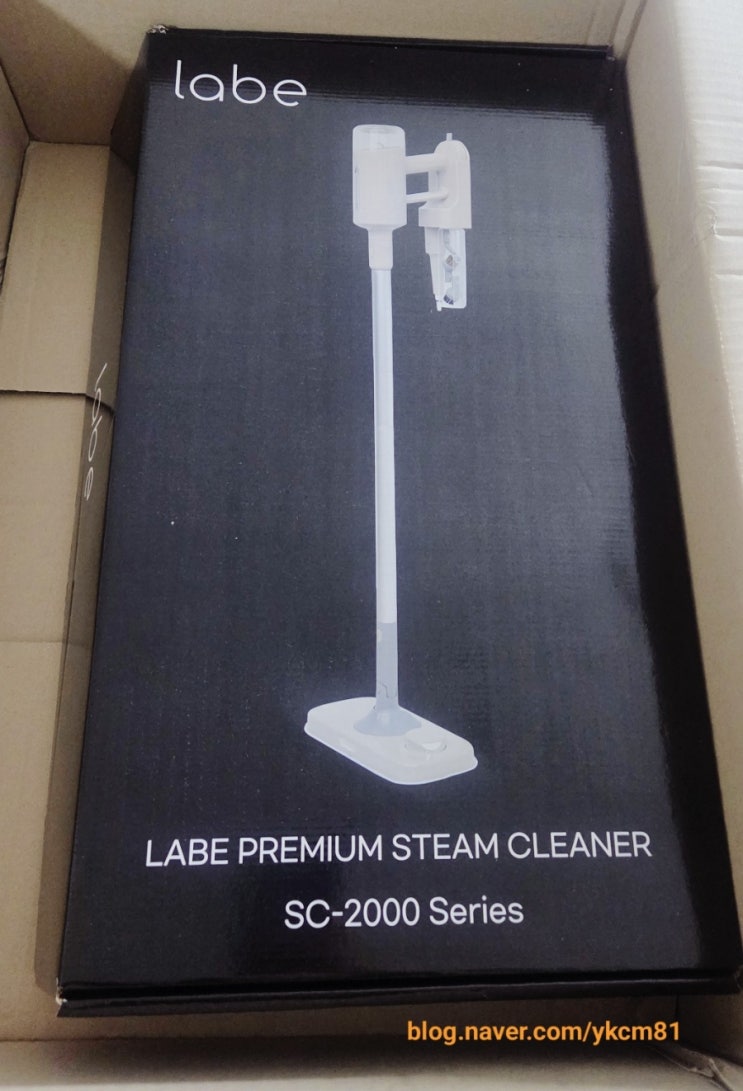 labe
labe
LABE PREMIUM STEAM CLEANER
SC-2000 Series
blog.naver.com/ykcm81